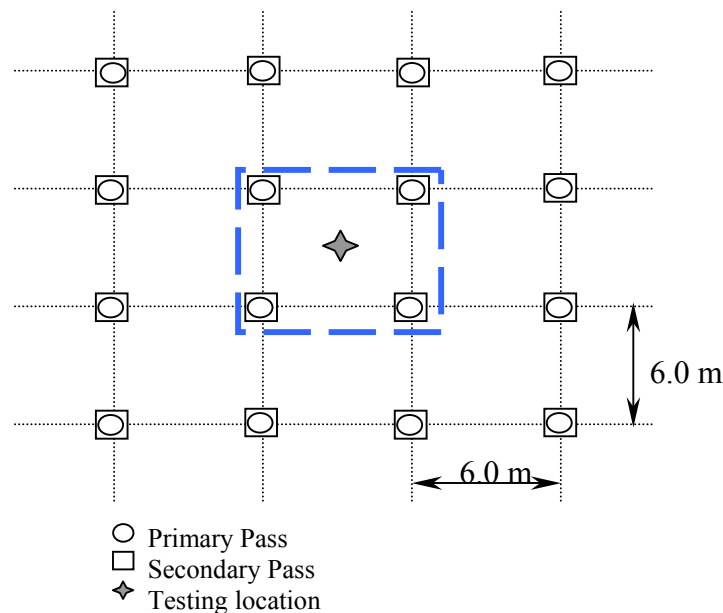 6.0 m
6.0 m
Primary Pass
Secondary Pass
Testing location